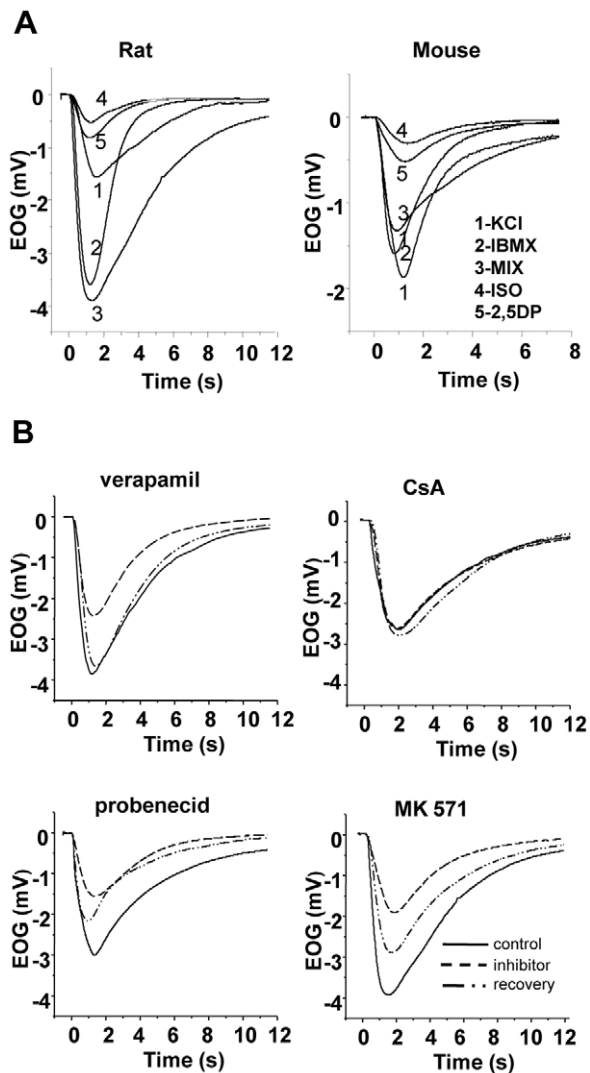 A
Rat
Mouse
EOG (mV)
0
-1
-2
-3
-4
4
5
1
2
3
0 2 4 6 8 10 12
Time (s)
EOG (mV)
0
-1
-2
4
5
3
1
2
1
1-KCl
2-IBMX
3-MIX
4-ISO
5-2,5DP
0 2 4 6 8
Time (s)
B
verapamil
CsA
EOG (mV)
0
-1
-2
-3
-4
0 2 4 6 8 10 12
Time (s)
EOG (mV)
0
-1
-2
-3
-4
0 2 4 6 8 10 12
Time (s)
probenecid
MK 571
EOG (mV)
0
-1
-2
-3
-4
0 2 4 6 8 10 12
Time (s)
EOG (mV)
0
-1
-2
-3
-4
control
inhibitor
recovery
0 2 4 6 8 10 12
Time (s)